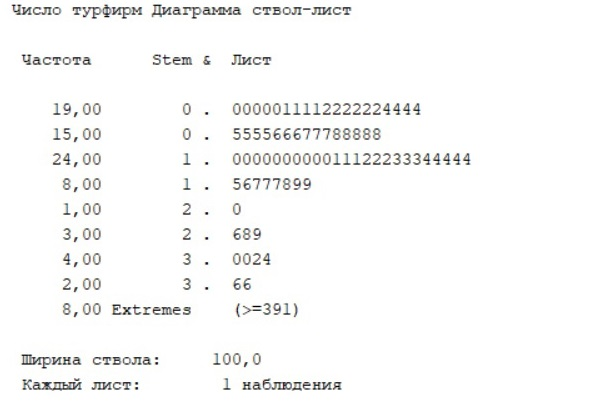 Число турфирм Диаграмма ствол-лист
Частота Stem & Лист
19,00 0 . 0000011112222224444
15,00 0 . 555566677788888
24,00 1 . 000000000011122233344444
8,00 1 . 56777899
1,00 2 . 0
3,00 2 . 689
4,00 3 . 0024
2,00 3 . 66
8,00 Extremes (>=391)
Ширина ствола: 100,0
Каждый лист: 1 наблюдения